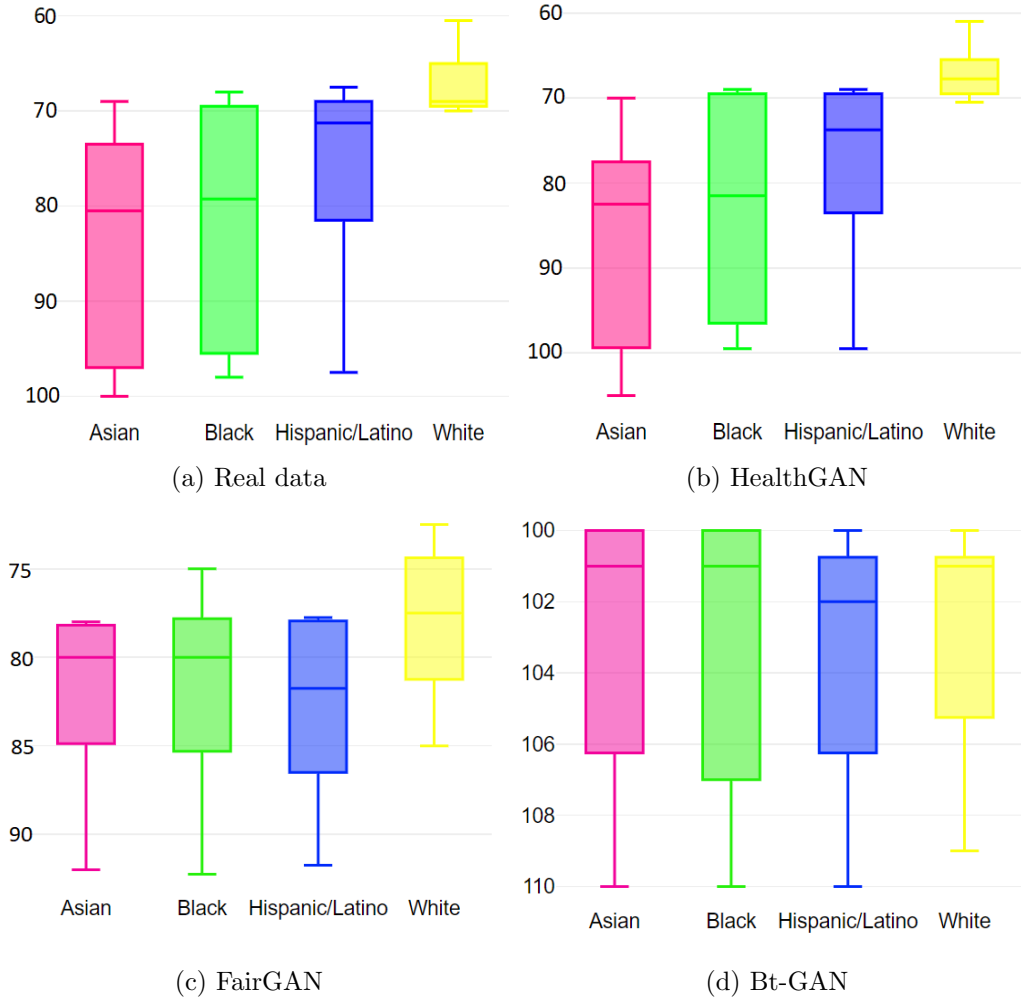 60
70
80
90
100
Asian Black Hispanic/Latino White
(a) Real data
60
70
80
90
100
Asian Black Hispanic/Latino White
(b) HealthGAN
75
80
85
90
Asian Black Hispanic/Latino White
(c) FairGAN
100
102
104
106
108
110
Asian Black Hispanic/Latino White
(d) Bt-GAN